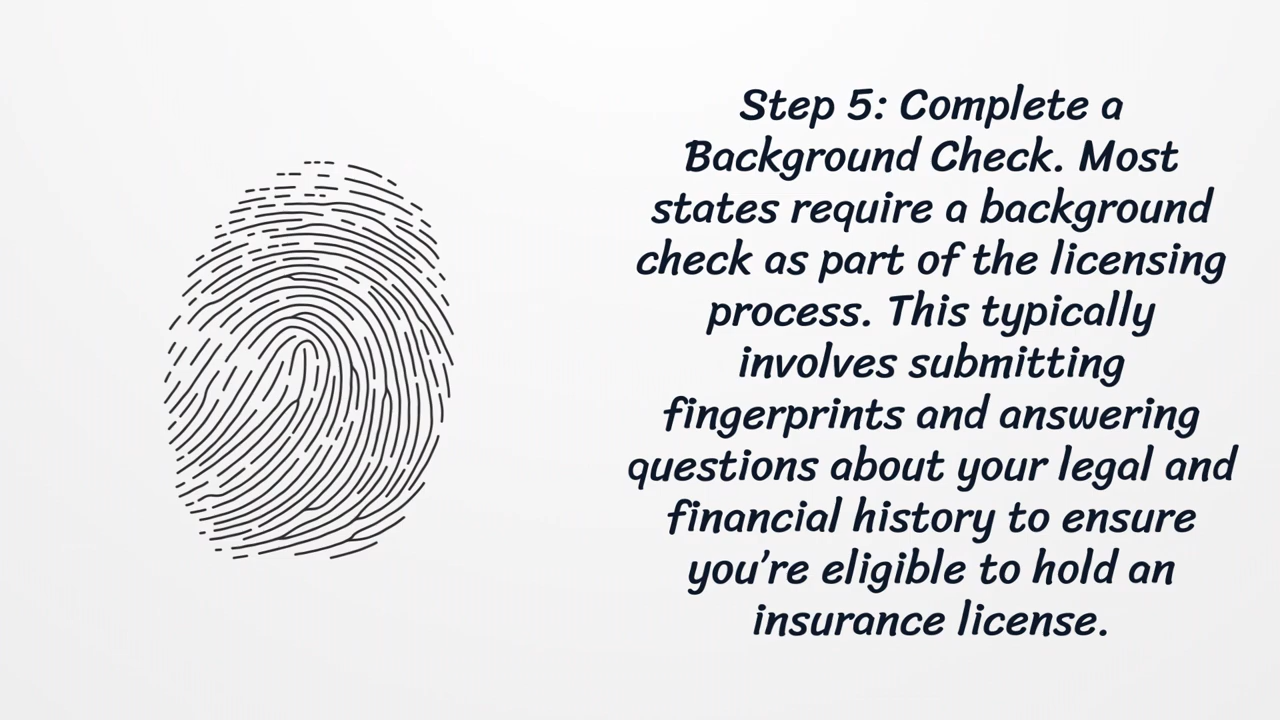 Step 5: Complete a
Background Check. Most
states require a background
check as part of the licensing
process. This typically
involves submitting
fingerprints and answering
questions about your legal and
financial history to ensure
you’re eligible to hold an
insurance license.